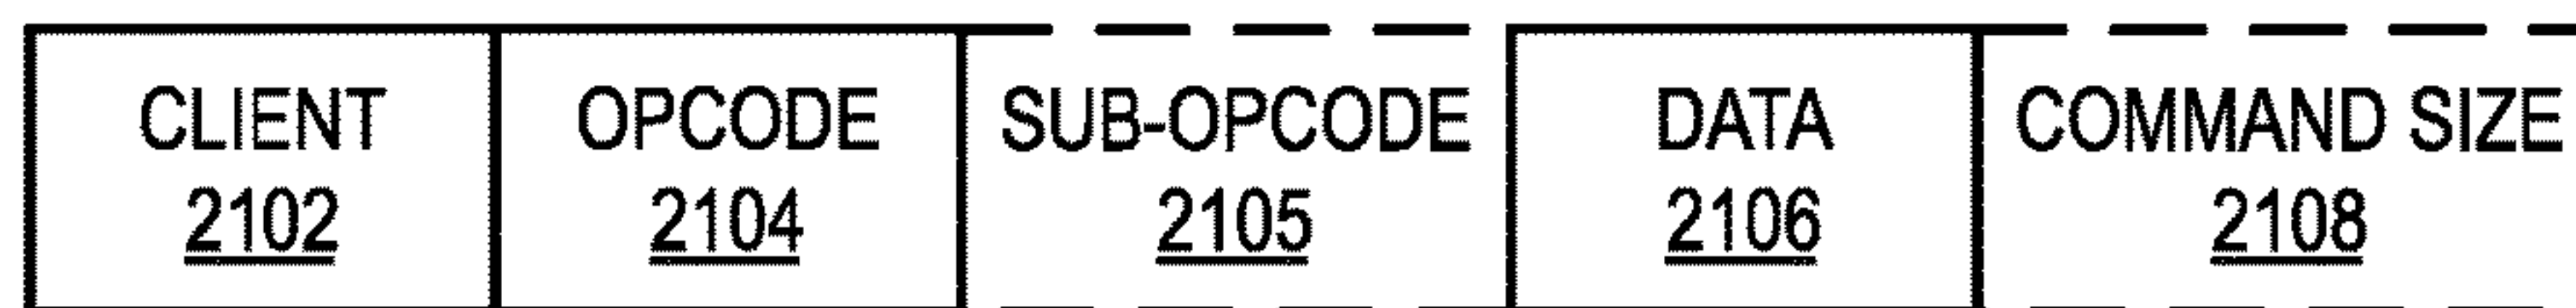 CLIENT OPCODE SUB-OPCODE DATA COMMAND SIZE
2102 2104 2105 2106 2108